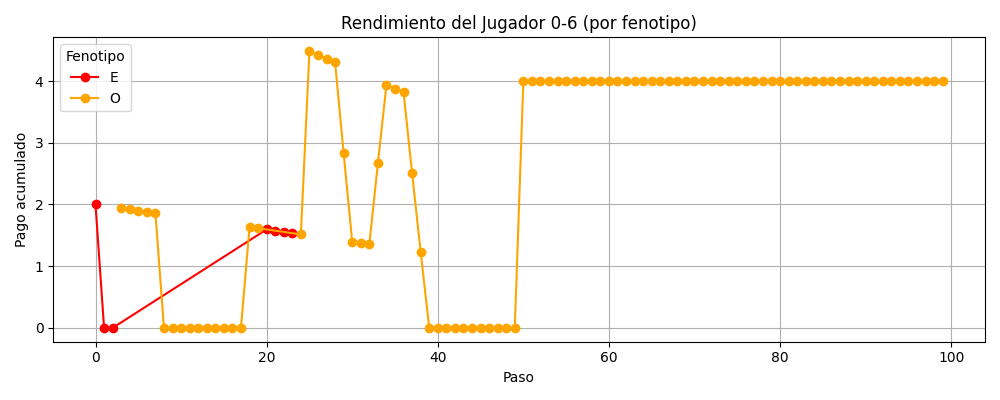 Rendimiento del Jugador 0-6 (por fenotipo)
Fenotipo
E
O
Pago acumulado
4
3
2
1
0
0
20
40
60
80
100
Paso